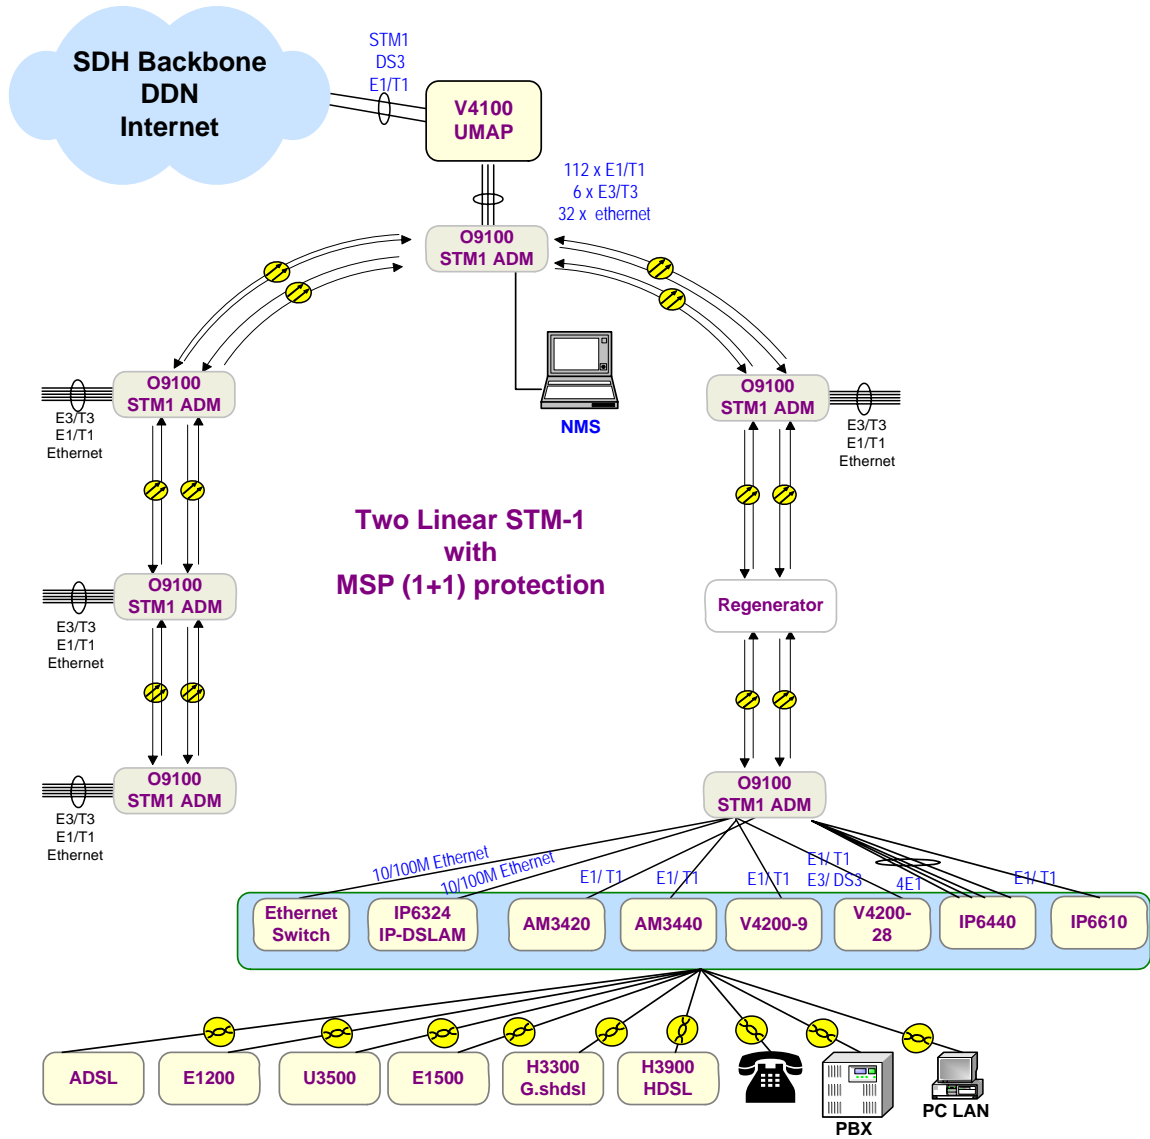 SDH Backbone
DDN
Internet
STM1
DS3
E1/T1
V4100
UMAP
112 x E1/T1
6 x E3/T3
32 x ethernet
O9100
STM1 ADM
NMS
O9100
STM1 ADM
E3/T3
E1/T1
Ethernet
O9100
STM1 ADM
E3/T3
E1/T1
Ethernet
Two Linear STM-1
with
MSP (1+1) protection
O9100
STM1 ADM
E3/T3
E1/T1
Ethernet
Regenerator
O9100
STM1 ADM
E3/T3
E1/T1
Ethernet
O9100
STM1 ADM
10/100M Ethernet
10/100M Ethernet
E1/ T1
E1/ T1
E1/ T1
E1/ T1
E3/ DS3
4E1
E1/ T1
Ethernet
Switch
IP6324
IP-DSLAM
AM3420
AM3440
V4200-9
V4200-
28
IP6440
IP6610
ADSL
E1200
U3500
E1500
H3300
G.shdsl
H3900
HDSL
PBX
PC LAN